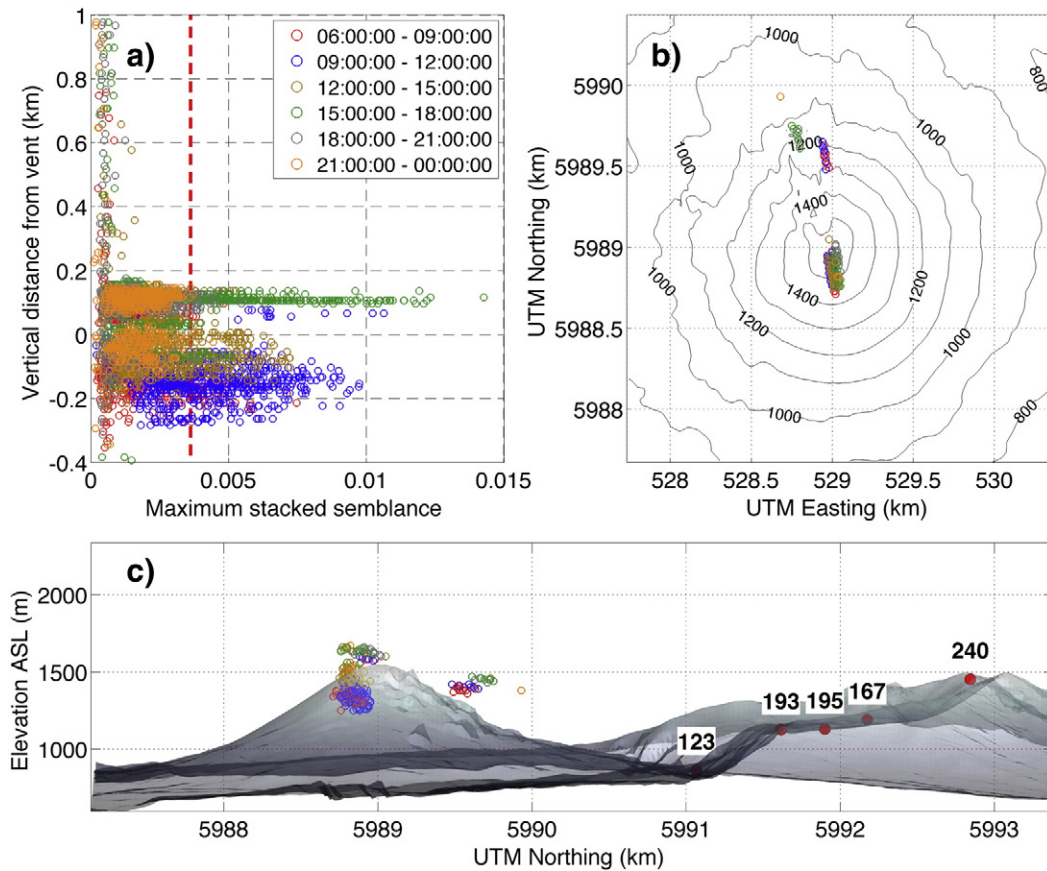 a)
1
0.8
0.6
0.4
0.2
0
-0.2
-0.4
Vertical distance from vent (km)
06:00:00 - 09:00:00
09:00:00 - 12:00:00
12:00:00 - 15:00:00
15:00:00 - 18:00:00
18:00:00 - 21:00:00
21:00:00 - 00:00:00
0 0.005 0.01 0.015
Maximum stacked semblance
b)
5990
5989.5
5989
5988.5
5988
UTM Northing (km)
1000
800
1000
1200
1000
1400
1000
1400
1200
1200
1000
1000
800
528 528.5 529 529.5 530
UTM Easting (km)
c)
2000
1500
1000
Elevation ASL (m)
240
193 195 167
123
5988 5989 5990 5991 5992 5993
UTM Northing (km)